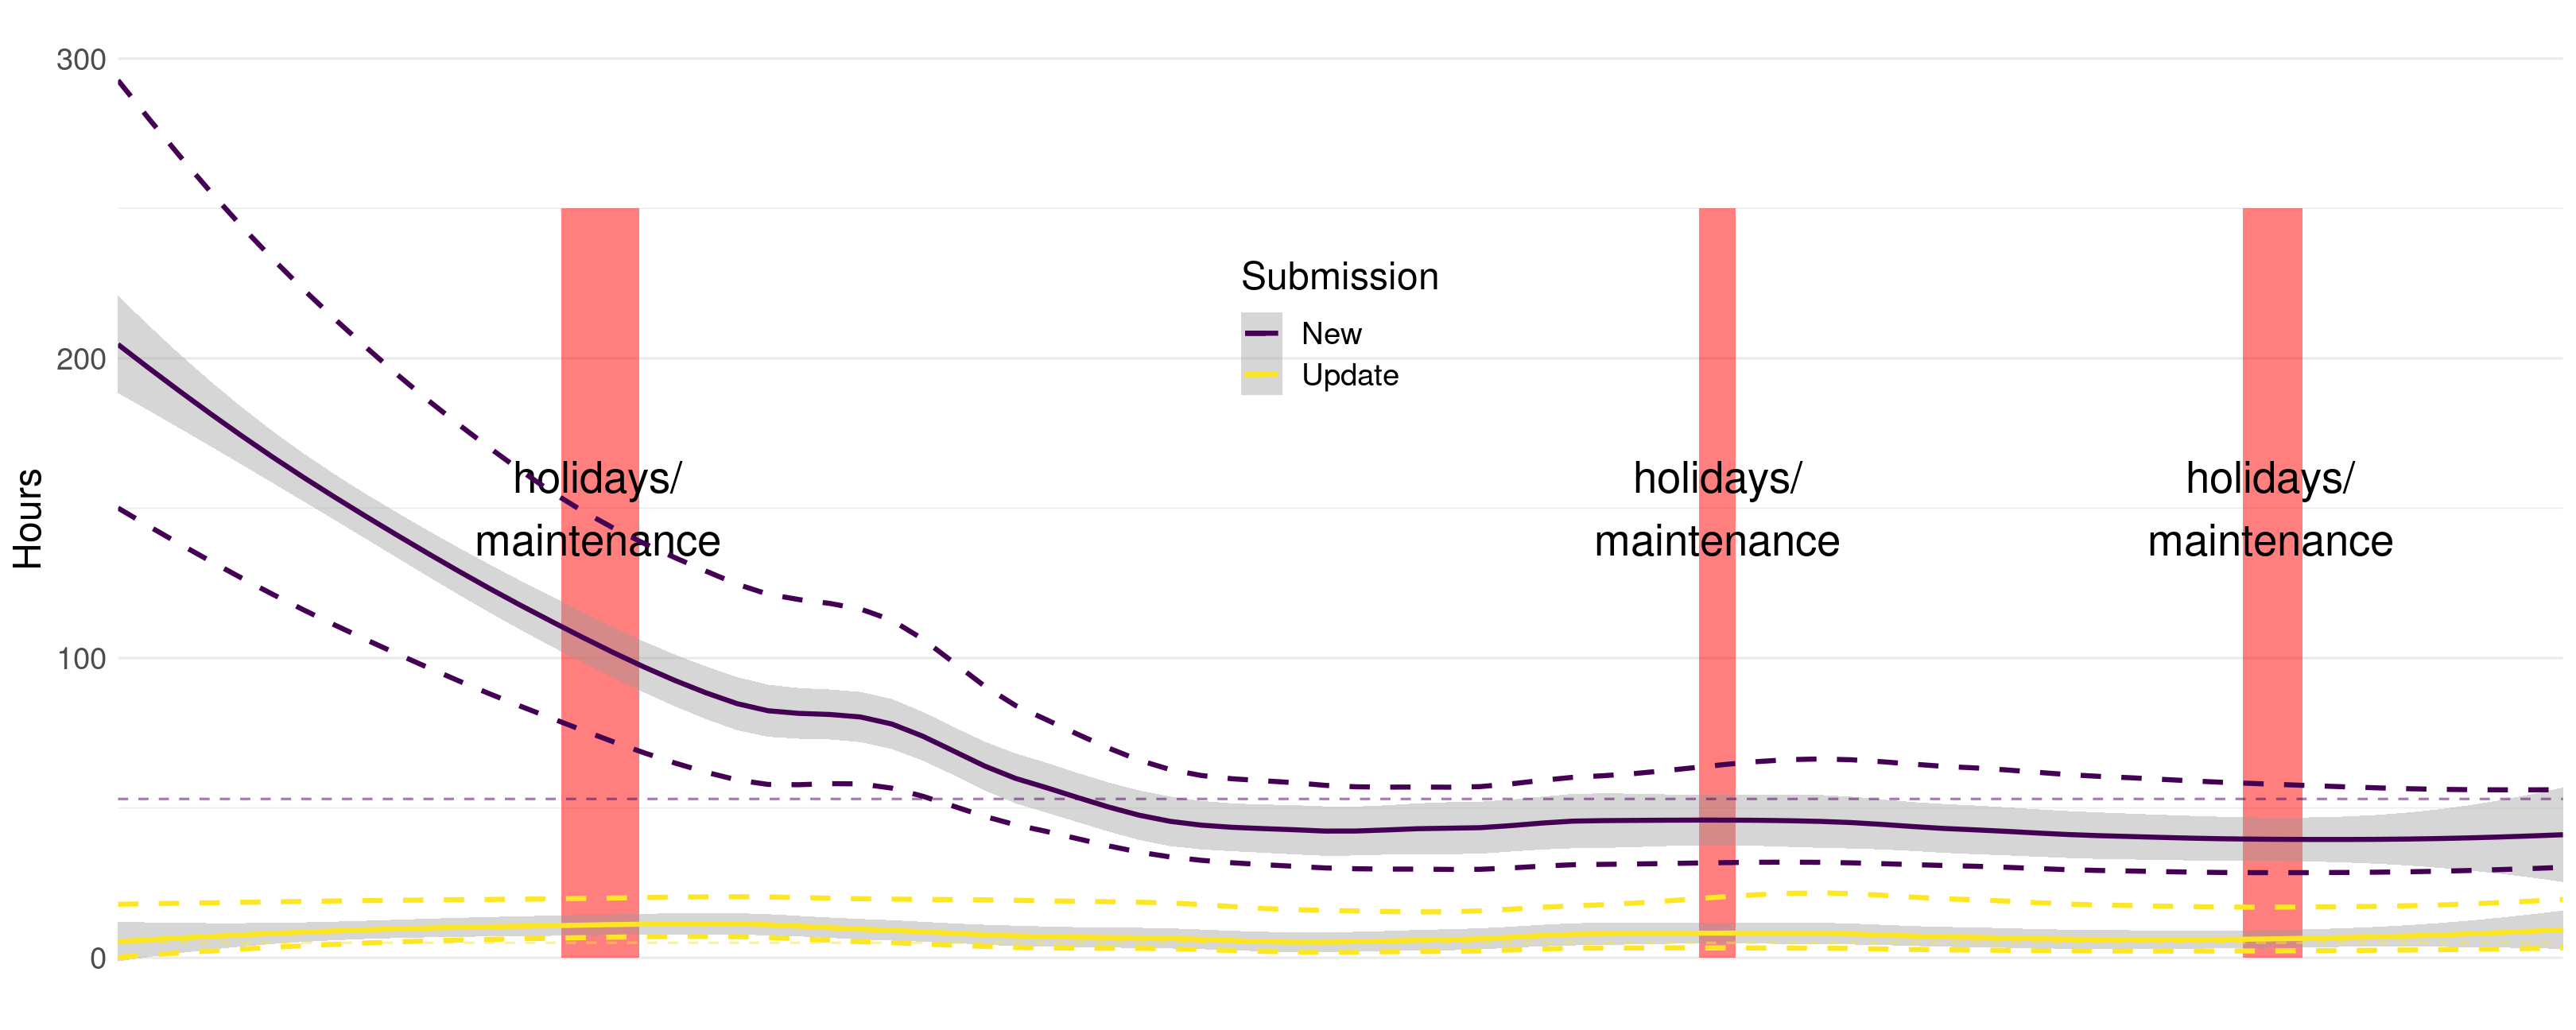 300
200
100
0
Hours
Submission
New
Update
holidays/
maintenance
holidays/
maintenance
holidays/
maintenance